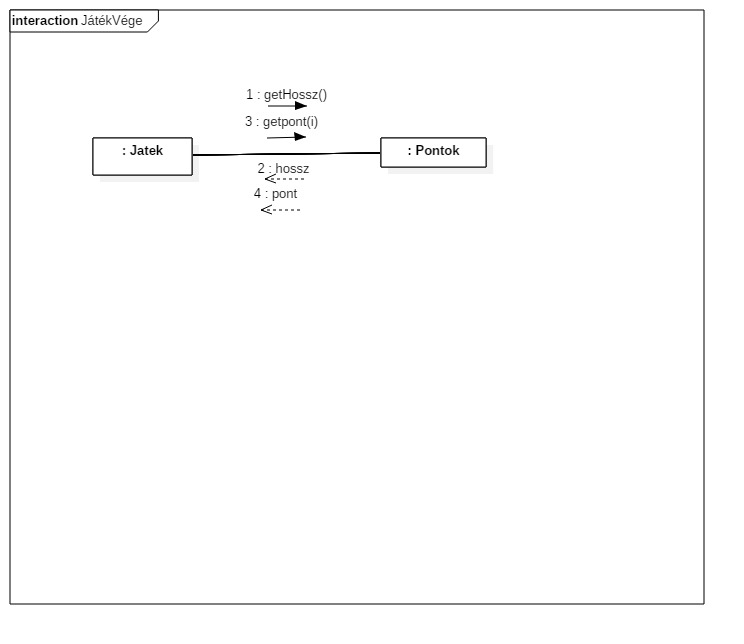 interaction JátékVége
1 : getHossz()
3 : getpont(i)
: Jatek
: Pontok
2 : hossz
4 : pont